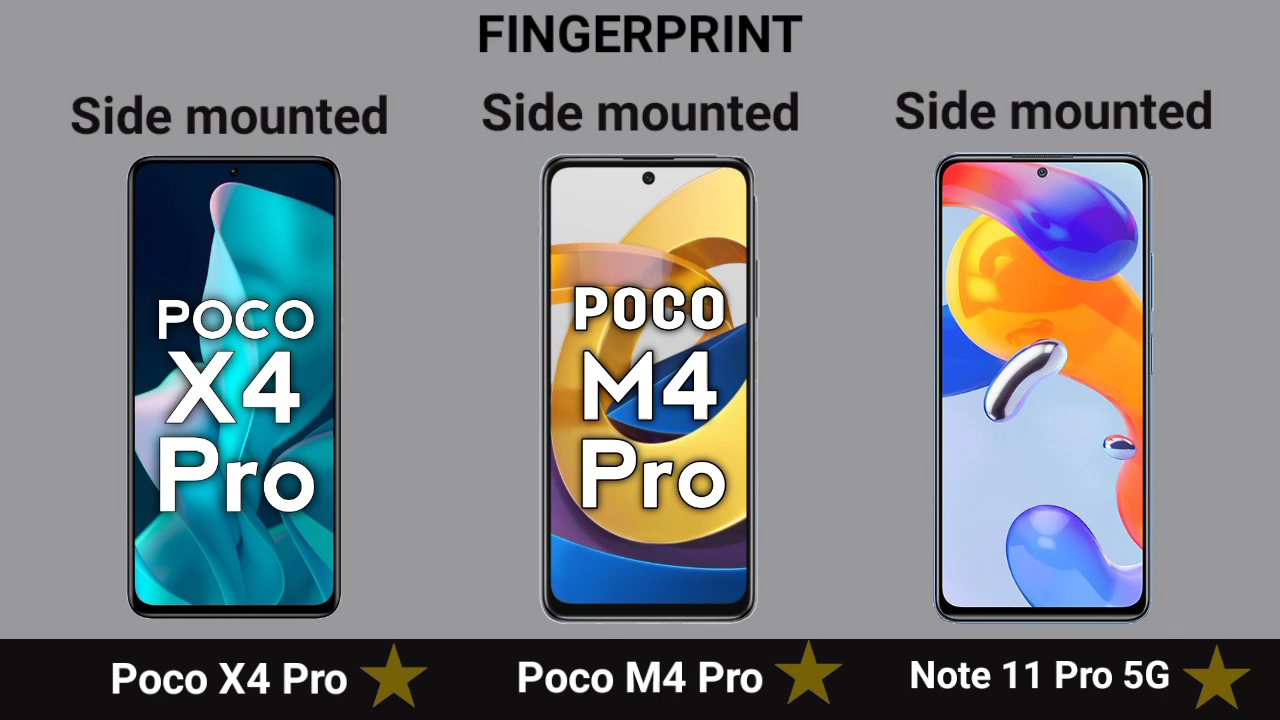 FINGERPRINT
Side mounted
Side mounted
Side mounted
POCO
X4
Pro
POCO
M4
Pro
Poco X4 Pro
Poco M4 Pro
Note 11 Pro 5G